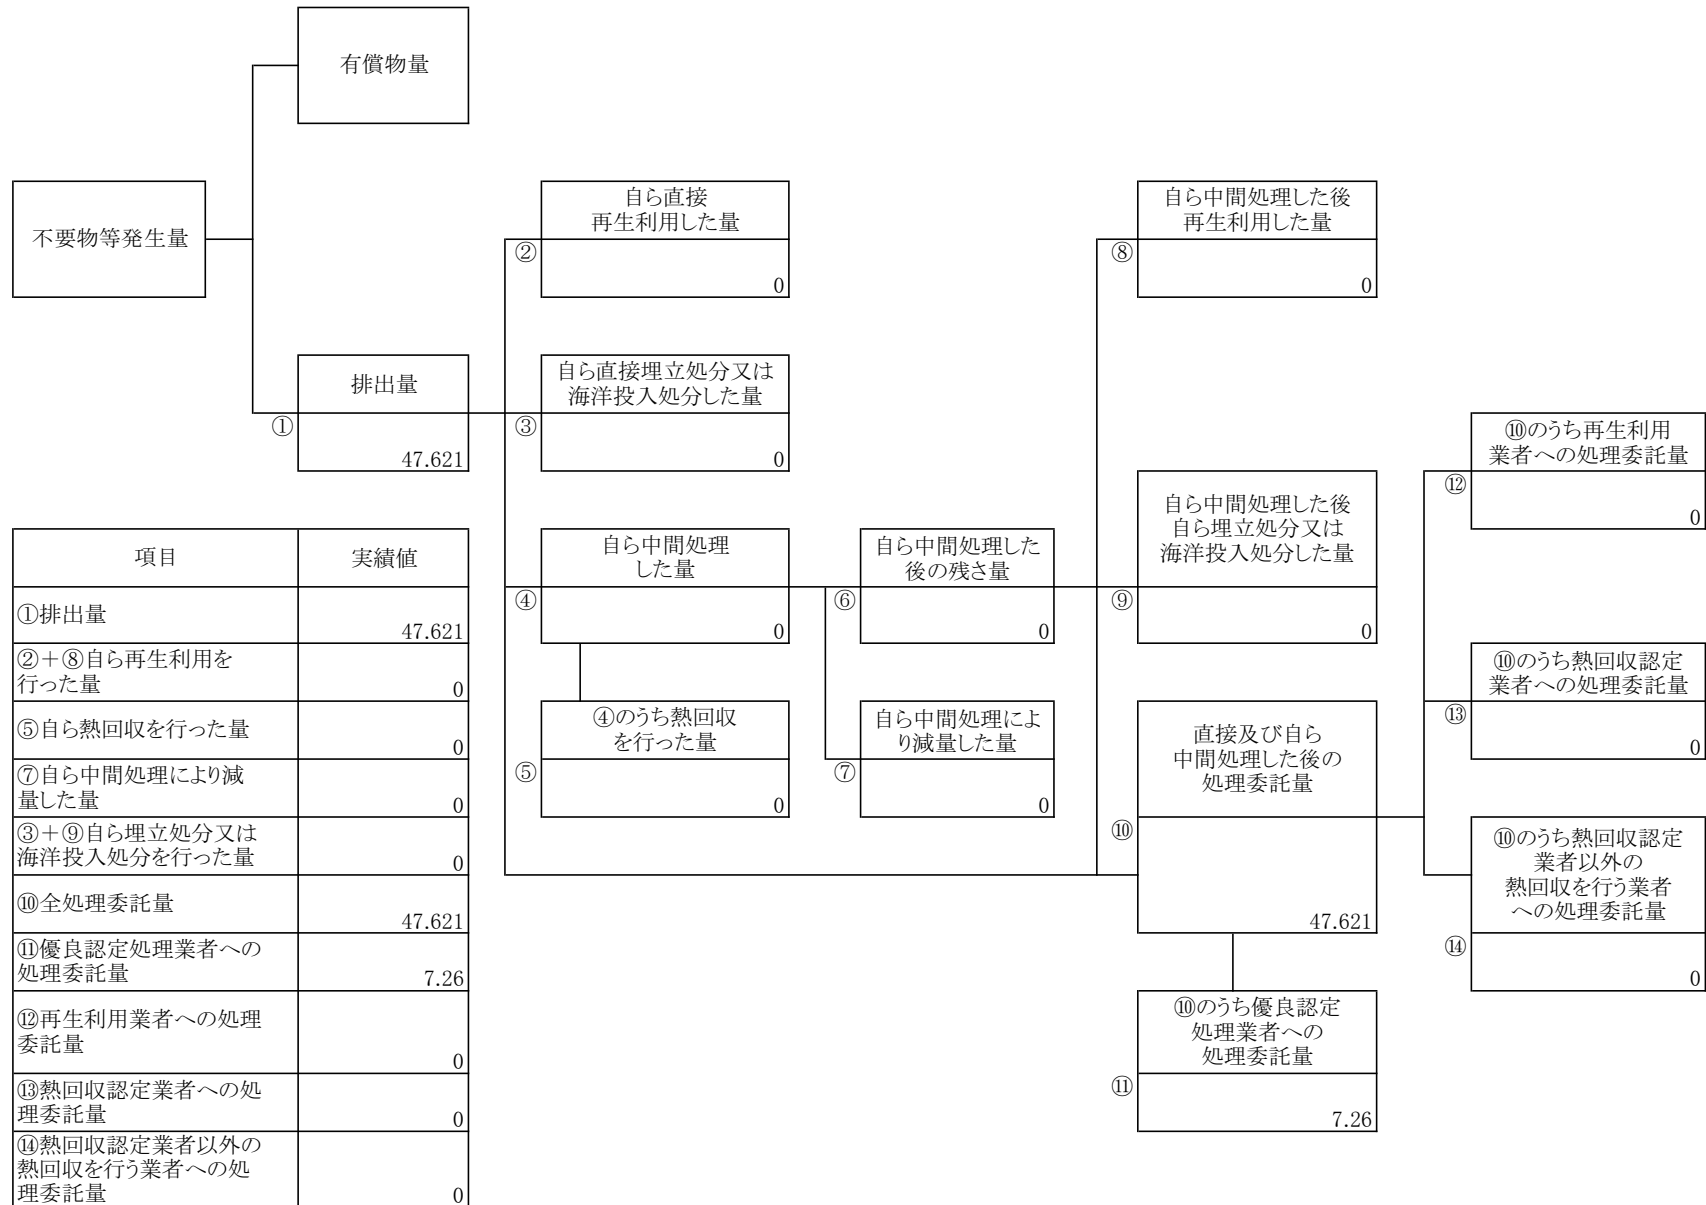 有償物量
不要物等発生量
自ら直接
再生利用した量
②
0
自ら中間処理した後
再生利用した量
⑧
0
排出量
①
47.621
自ら直接埋立処分又は
海洋投入処分した量
③
0
⑩のうち再生利用
業者への処理委託量
⑫
0
自ら中間処理
した量
④
0
自ら中間処理した
後の残さ量
⑥
0
自ら中間処理した後
自ら埋立処分又は
海洋投入処分した量
⑨
0
⑩のうち熱回収認定
業者への処理委託量
⑬
0
④のうち熱回収
を行った量
⑤
0
自ら中間処理によ
り減量した量
⑦
0
直接及び自ら
中間処理した後の
処理委託量
⑩
47.621
⑩のうち熱回収認定
業者以外の
熱回収を行う業者
への処理委託量
⑭
0
⑩のうち優良認定
処理業者への
処理委託量
⑪
7.26
項目 実績値
①排出量
47.621
②＋⑧自ら再生利用を
行った量
0
⑤自ら熱回収を行った量
0
⑦自ら中間処理により減
量した量
0
③＋⑨自ら埋立処分又は
海洋投入処分を行った量
0
⑩全処理委託量
47.621
⑪優良認定処理業者への
処理委託量
7.26
⑫再生利用業者への処理
委託量
0
⑬熱回収認定業者への処
理委託量
0
⑭熱回収認定業者以外の
熱回収を行う業者への処
理委託量
0